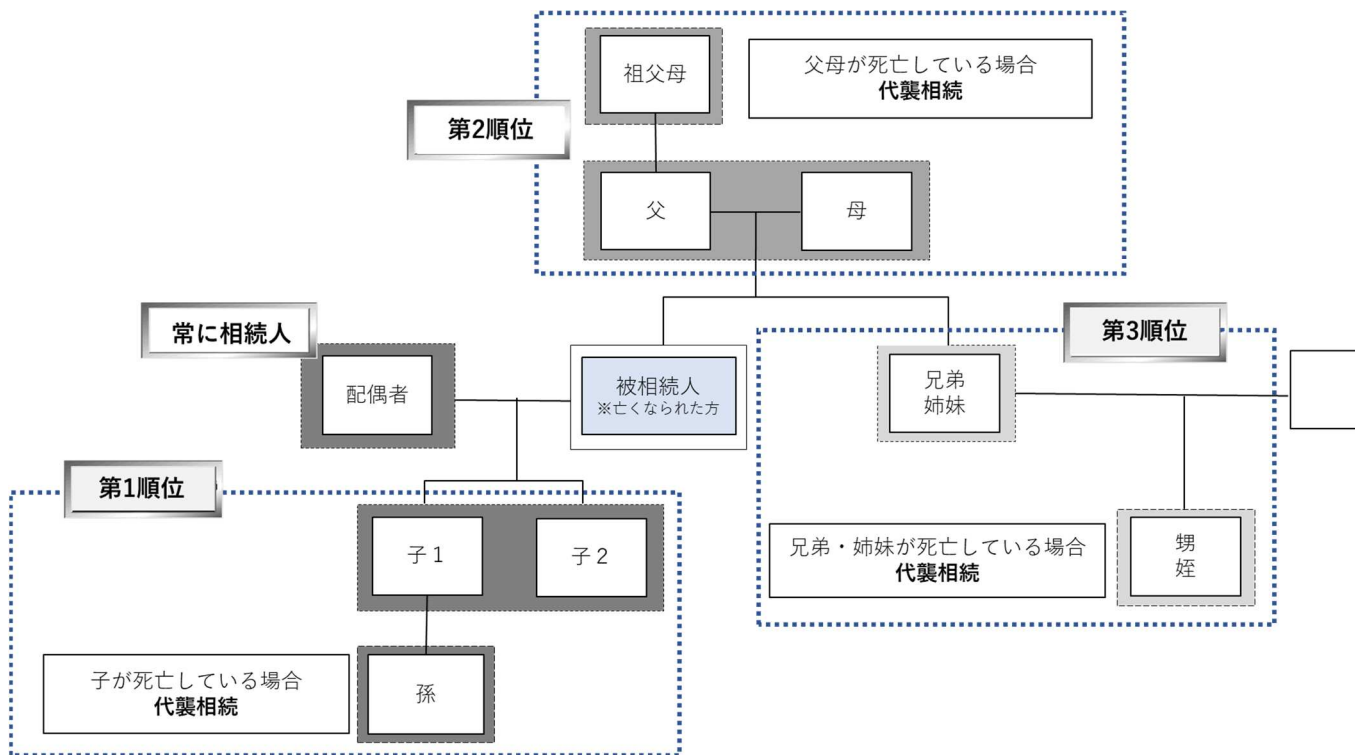 祖父母
父母が死亡している場合
代襲相続
第2順位
父
母
常に相続人
第3順位
配偶者
被相続人
※亡くなられた方
兄弟
姉妹
第1順位
子１
子２
兄弟・姉妹が死亡している場合
代襲相続
甥
姪
子が死亡している場合
代襲相続
孫